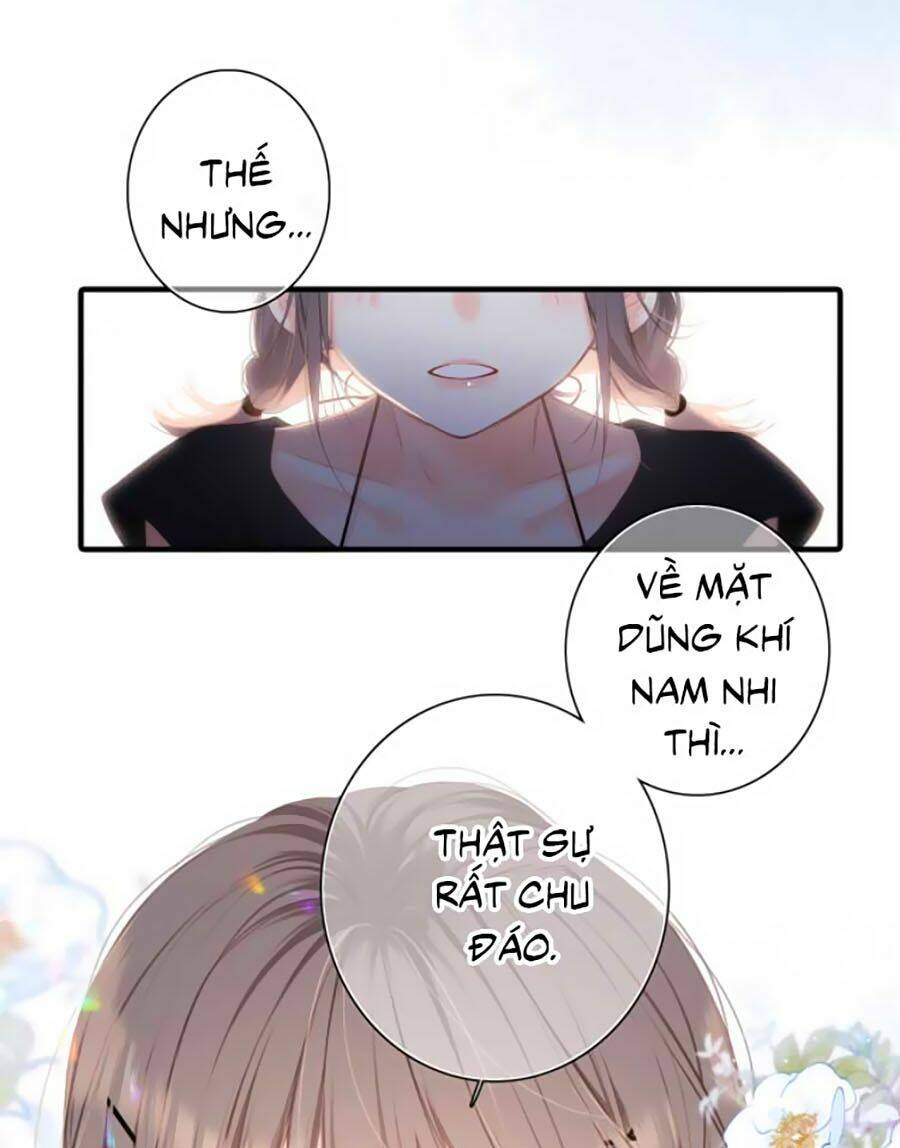 THẾ
NHƯNG...
VỀ MẶT
DŨNG KHÍ
NAM NHI
THÌ...
THẬT SỰ
RẤT CHU
ĐÁO.